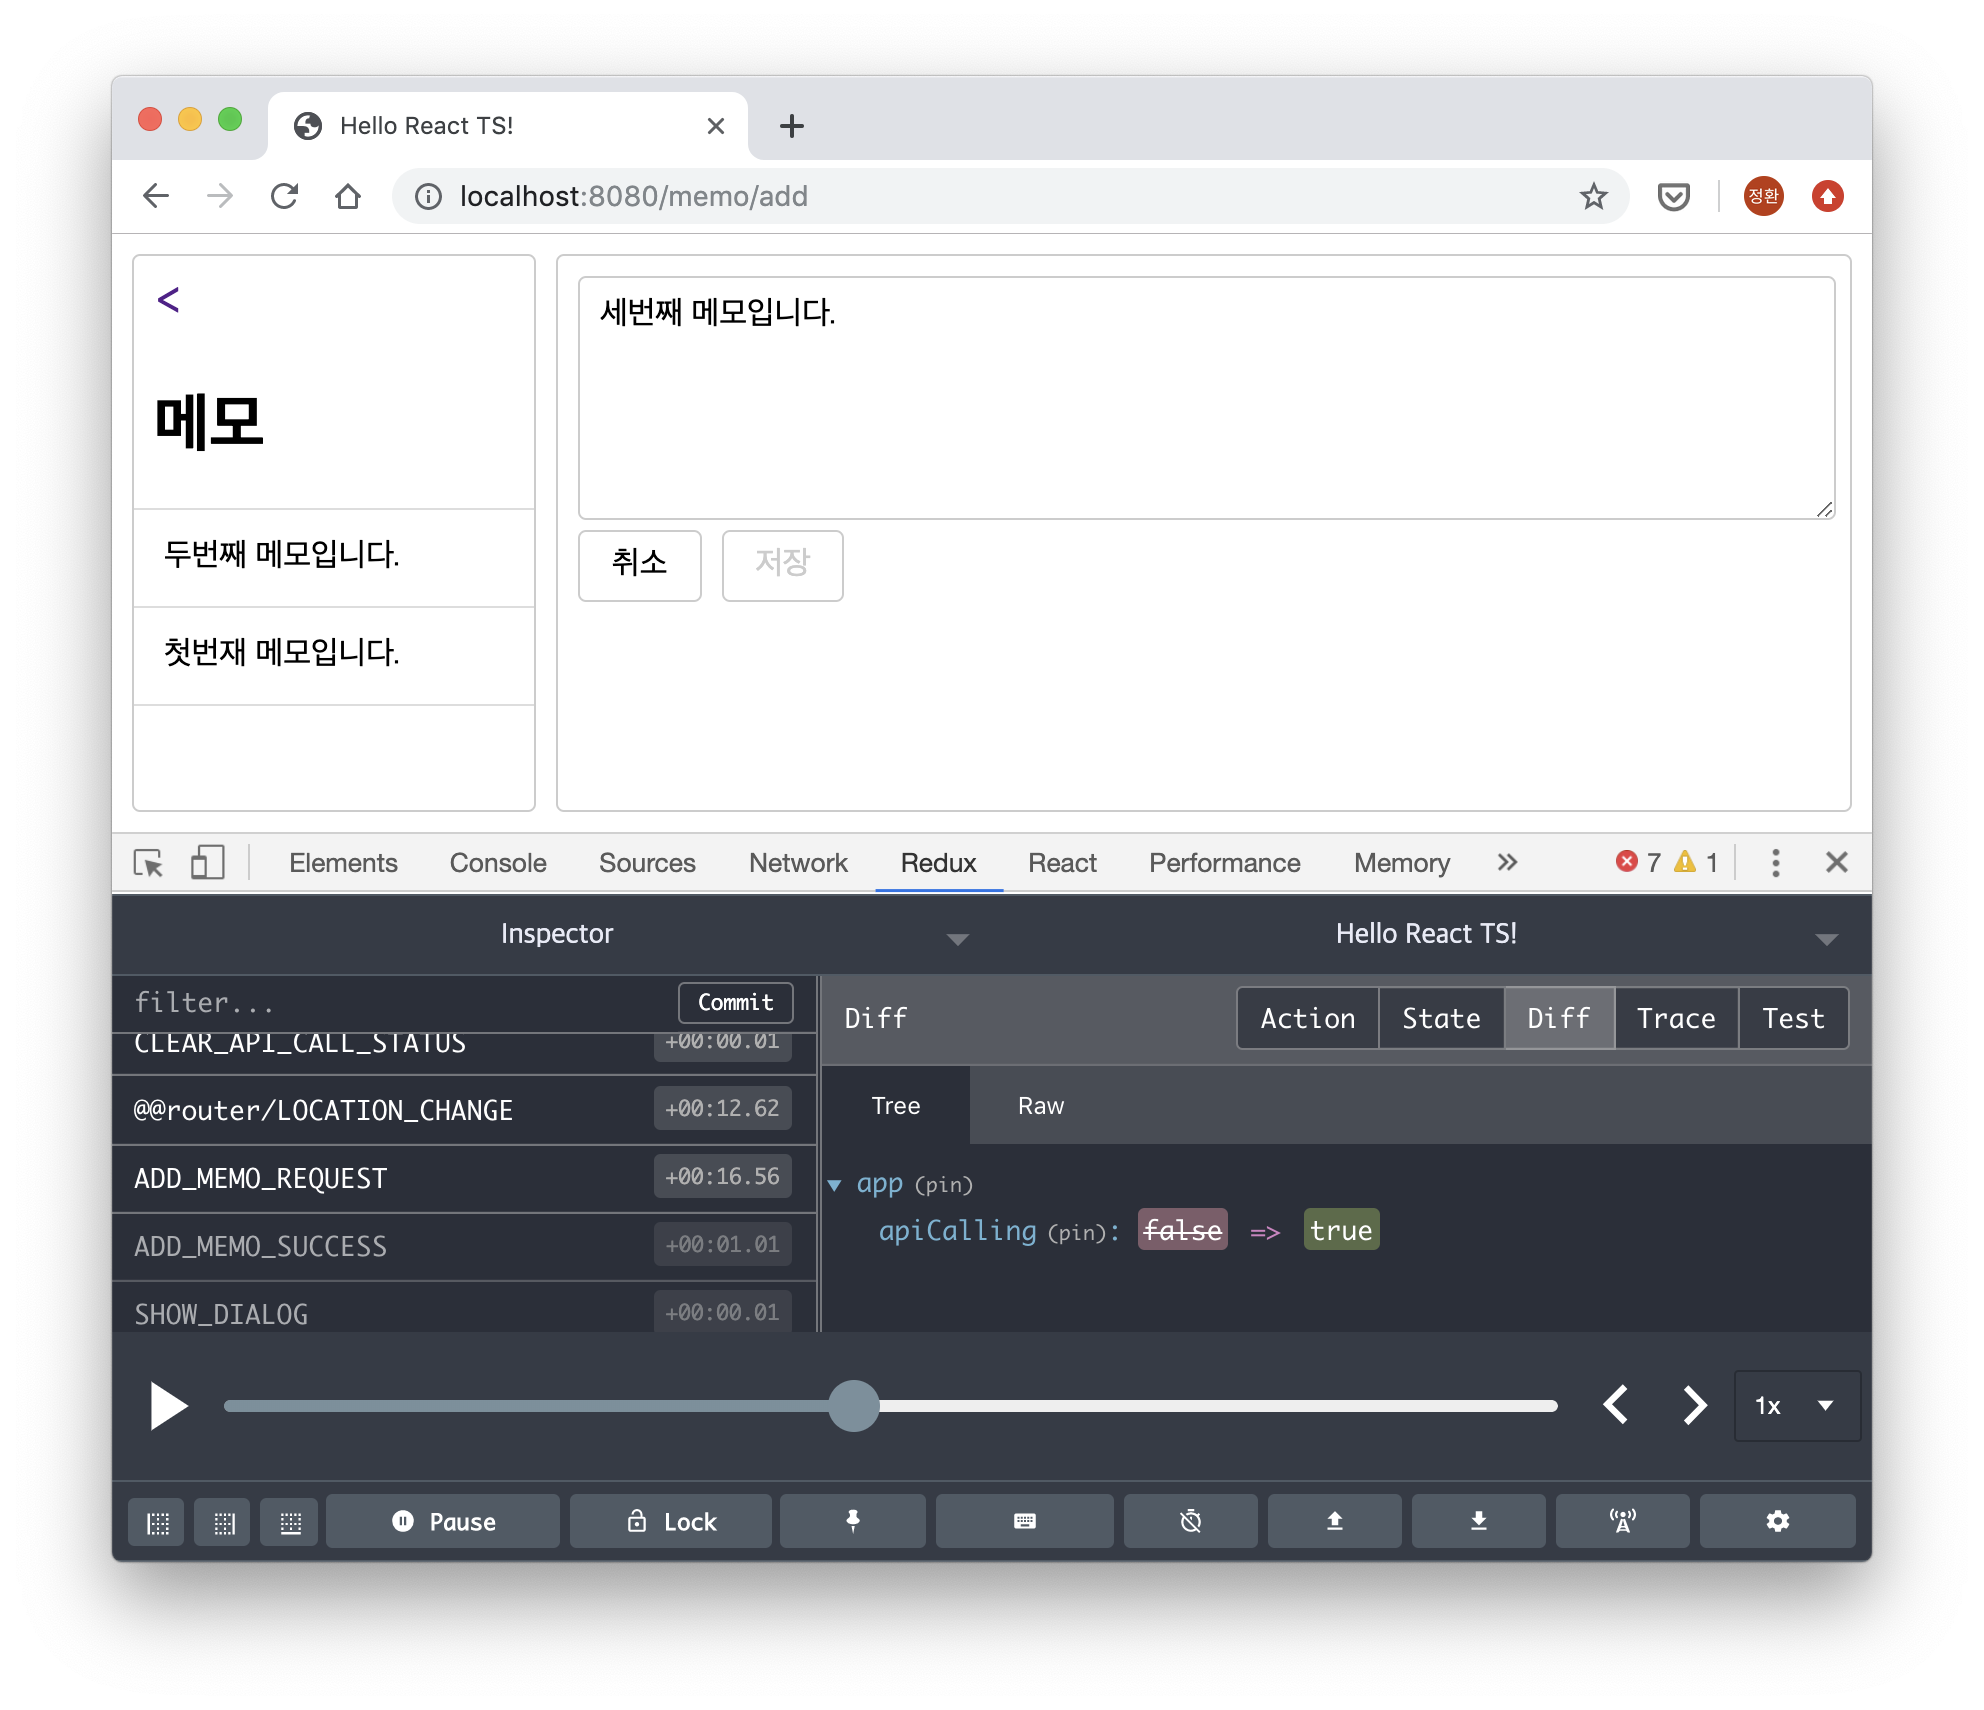 Hello React TS!
localhost:8080/memo/add
정환
<
메모
두번째 메모입니다.
첫번재 메모입니다.
세번째 메모입니다.
취소 저장
Elements Console Sources Network Redux React Performance Memory 7 1
Inspector Hello React TS!
filter... Commit
CLEAR_API_CALL_STATUS +00:00.01
@@router/LOCATION_CHANGE +00:12.62
ADD_MEMO_REQUEST +00:16.56
ADD_MEMO_SUCCESS +00:01.01
SHOW_DIALOG +00:00.01
Diff Action State Diff Trace Test
Tree Raw
app (pin)
apiCalling (pin): false => true
1x
Pause Lock